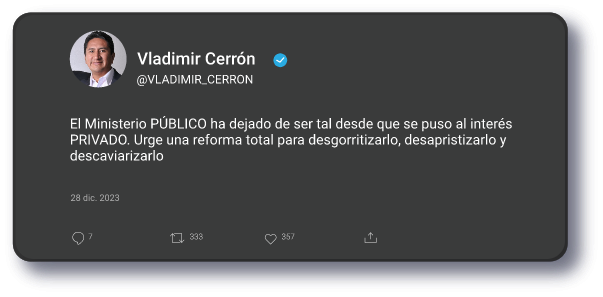 Vladimir Cerrón
@VLADIMIR_CERRON
El Ministerio PÚBLICO ha dejado de ser tal desde que se puso al interés
PRIVADO. Urge una reforma total para desgorritizarlo, desapristizarlo y
descaviarizarlo
28 dic. 2023
7 333 357